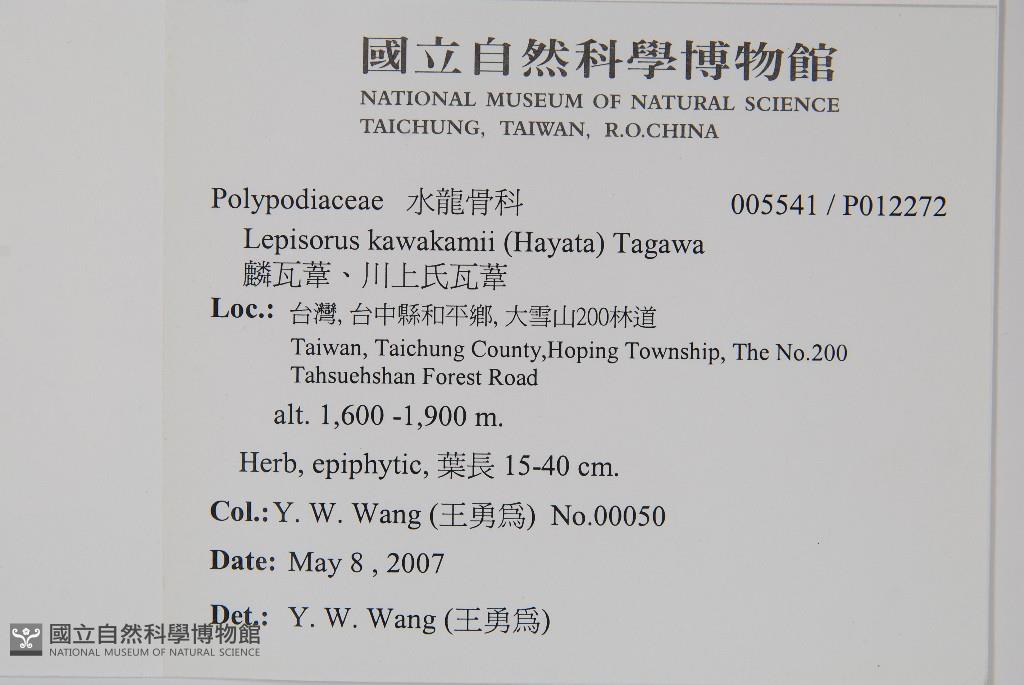 國立自然科學博物館
NATIONAL MUSEUM OF NATURAL SCIENCE
TAICHUNG, TAIWAN, R.O.CHINA
Polypodiaceae 水龍骨科 005541 / P012272
Lepisorus kawakamii (Hayata) Tagawa
鱗瓦葦、川上氏瓦葦
Loc.: 台灣, 台中縣和平鄉, 大雪山200林道
Taiwan, Taichung County,Hoping Township, The No.200
Tahsuehshan Forest Road
alt. 1,600 -1,900 m.
Herb, epiphytic, 葉長 15-40 cm.
Col.: Y. W. Wang (王勇爲) No.00050
Date: May 8 , 2007
Det.: Y. W. Wang (王勇爲)
國立自然科學博物館
NATIONAL MUSEUM OF NATURAL SCIENCE